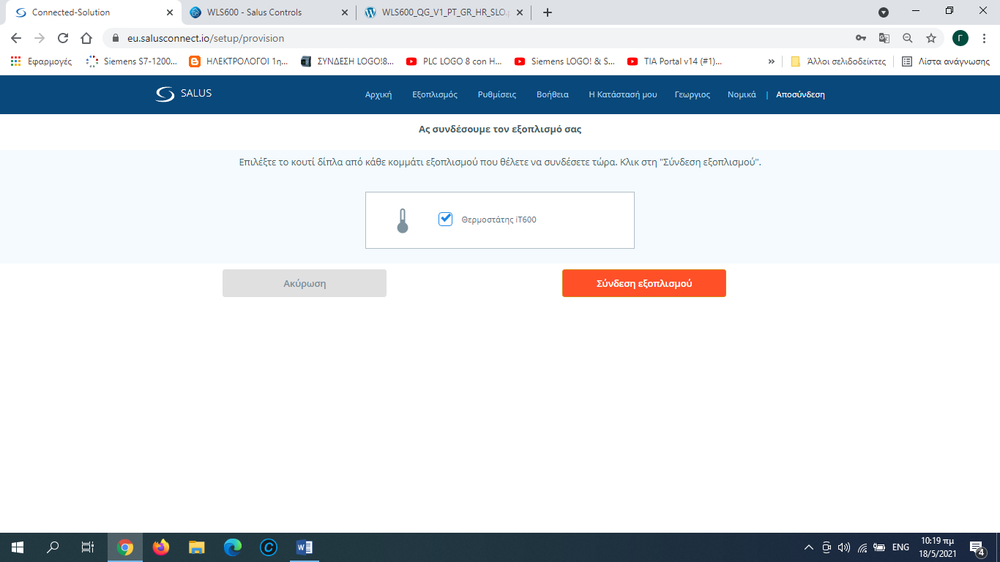 Connected-Solution
WLS600 - Salus Controls
WLS600_QG_V1_PT_GR_HR_SLO.
eu.salusconnect.io/setup/provision
Γ
Εφαρμογές
Siemens S7-1200...
ΗΛΕΚΤΡΟΛΟΓΟΙ 1η...
ΣΥΝΔΕΣΗ LOGO!8...
PLC LOGO 8 con H...
Siemens LOGO! & S...
TIA Portal v14 (#1)...
»
Άλλοι σελιδοδείκτες
Λίστα ανάγνωσης
SALUS
Αρχική
Εξοπλισμός
Ρυθμίσεις
Βοήθεια
Η Κατάστασή μου
Γεωργιος
Νομικά
|
Αποσύνδεση
Ας συνδέσουμε τον εξοπλισμό σας
Επιλέξτε το κουτί δίπλα από κάθε κομμάτι εξοπλισμού που θέλετε να συνδέσετε τώρα. Κλικ στη "Σύνδεση εξοπλισμού".
Θερμοστάτης iT600
Ακύρωση
Σύνδεση εξοπλισμού
ENG
10:19 πμ
18/5/2021
4